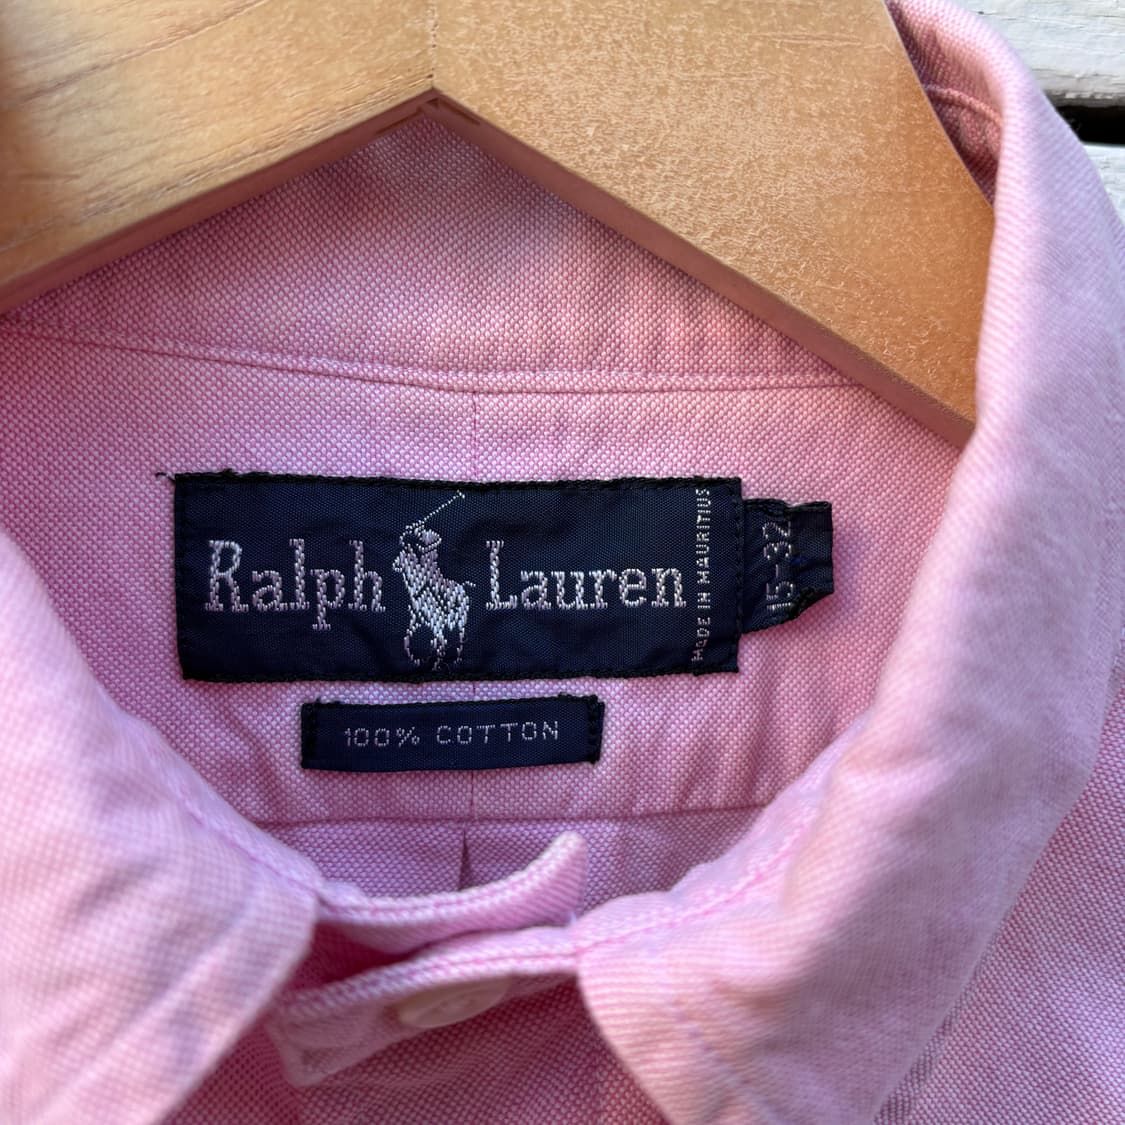 Ralph Lauren
MADE IN MAURITIUS
15-32
100% COTTON